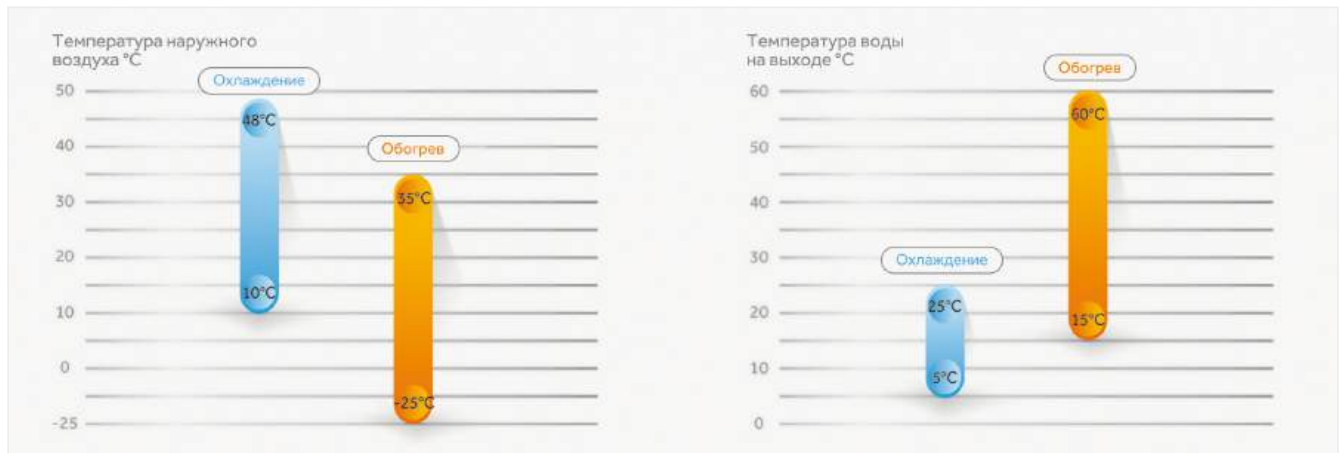 Температура наружного
воздуха °C
Охлаждение
50
48°C
40
Обогрев
35°C
30
20
10°C
10
0
-25°C
-25
Температура воды
на выходе °C
Обогрев
60
60°C
50
40
30
Охлаждение
25°C
20
15°C
10
5°C
0